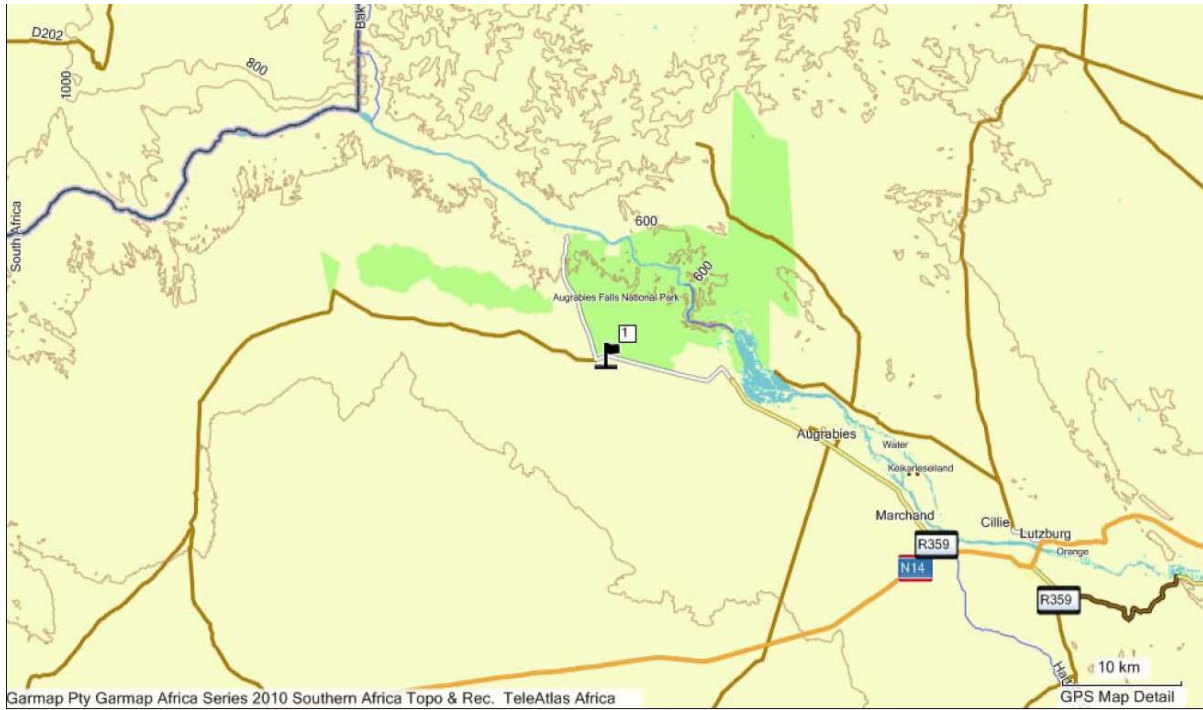 D202
Bak
800
1000
South Africa
600
600
Augrabies Falls National Park
1
Augrabies
Water
Keikarieseiland
Marchand
Cillie
Lutzburg
R359
Orange
N14
R359
10 km
Garmap Pty Garmap Africa Series 2010 Southern Africa Topo & Rec. TeleAtlas Africa
GPS Map Detail